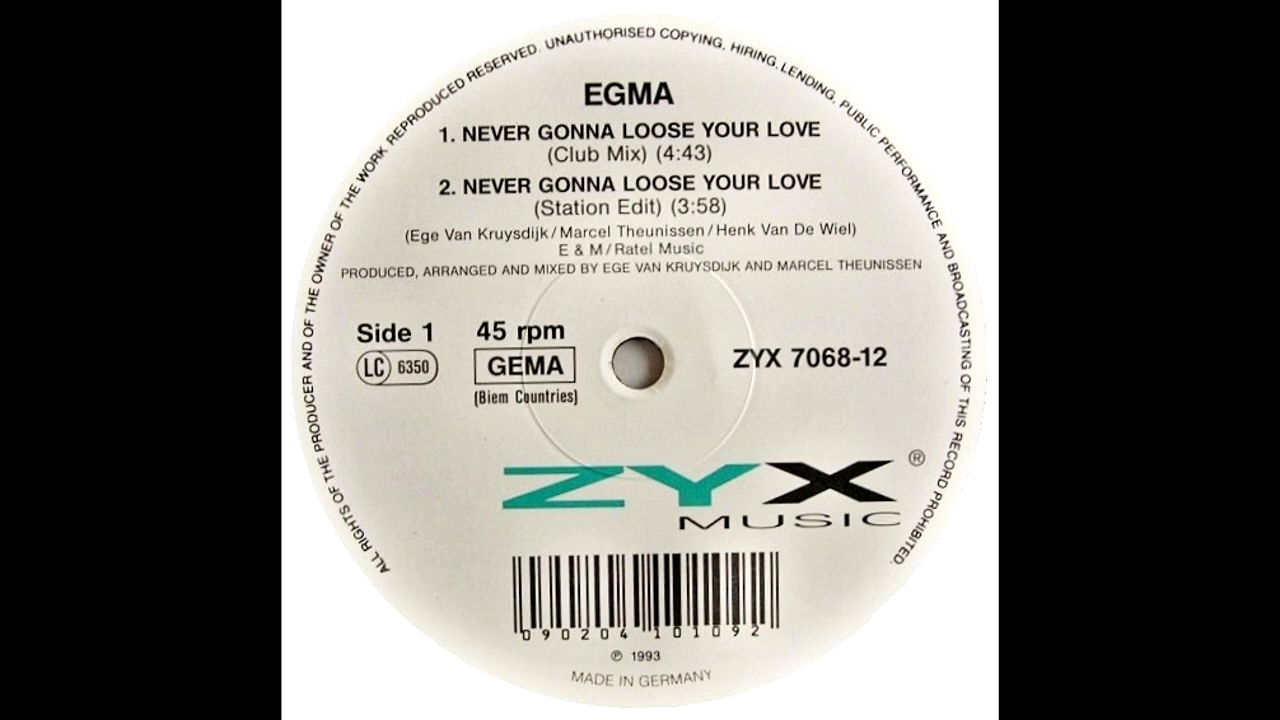 ALL RIGHTS OF THE PRODUCER AND OF THE OWNER OF THE WORK REPRODUCED RESERVED. UNAUTHORISED COPYING, HIRING, LENDING, PUBLIC PERFORMANCE AND BROADCASTING OF THIS RECORD PROHIBITED.
EGMA
1. NEVER GONNA LOOSE YOUR LOVE
(Club Mix) (4:43)
2. NEVER GONNA LOOSE YOUR LOVE
(Station Edit) (3:58)
(Ege Van Kruysdijk/Marcel Theunissen/Henk Van De Wiel)
E & M/Ratel Music
PRODUCED, ARRANGED AND MIXED BY EGE VAN KRUYSDIJK AND MARCEL THEUNISSEN
Side 1 45 rpm
LC 6350 GEMA ZYX 7068-12
(Biem Countries)
ZYX ®
MUSIC
090204 101092
℗ 1993
MADE IN GERMANY